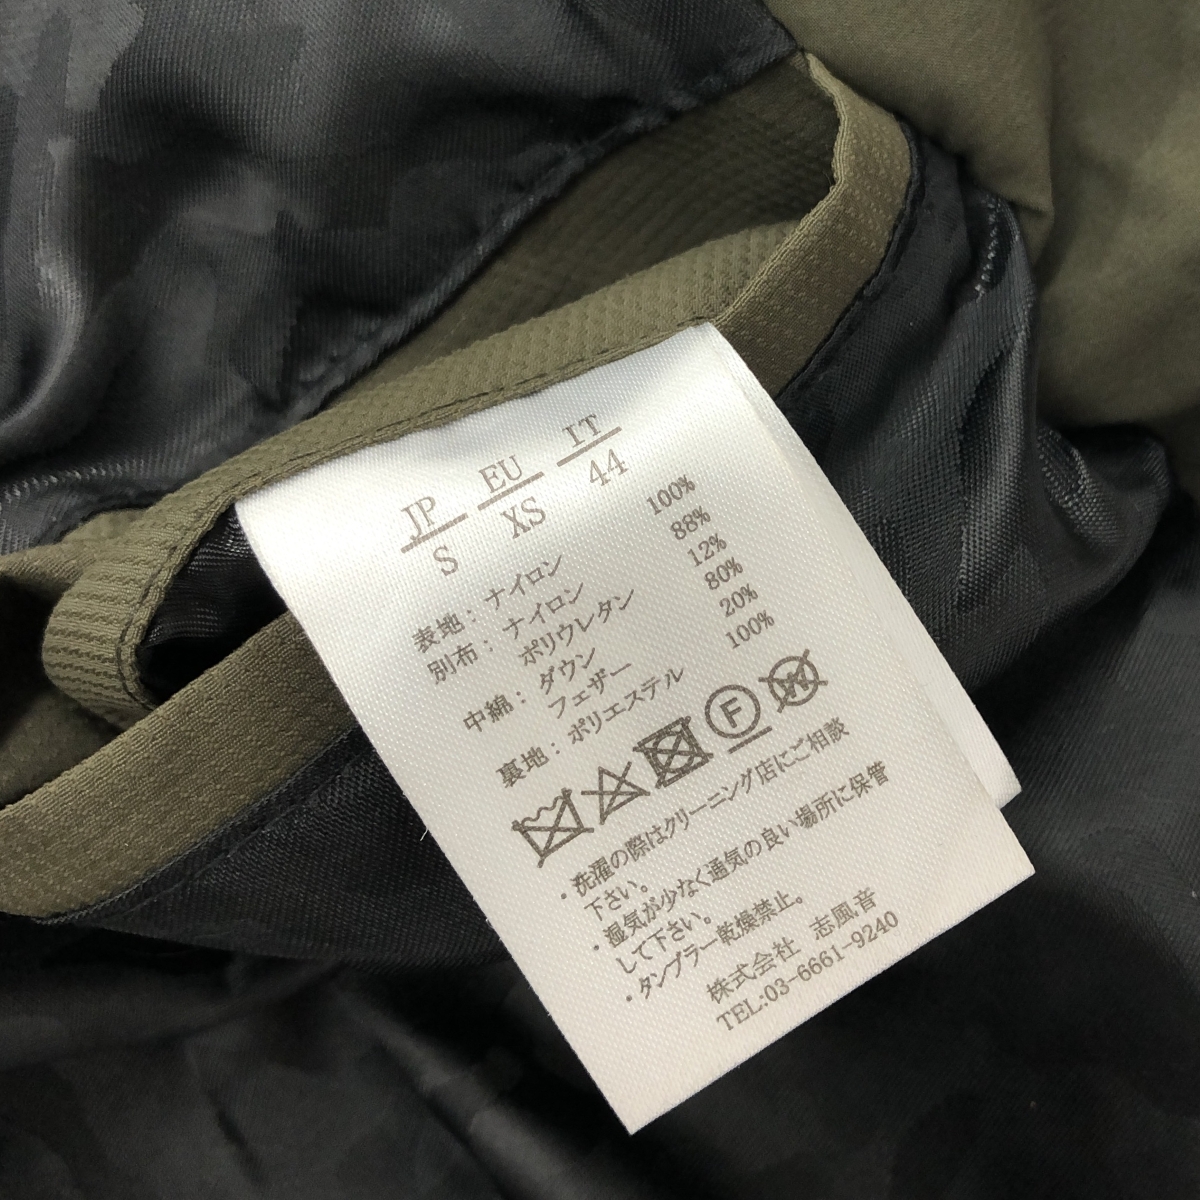 JP EU IT
S XS 44
表地: ナイロン 100%
別布: ナイロン 88%
ポリウレタン 12%
中綿: ダウン 80%
フェザー 20%
裏地: ポリエステル 100%
F W
・洗濯の際はクリーニング店にご相談
下さい。
・湿気が少なく通気の良い場所に保管
して下さい。
・タンブラー乾燥禁止。
株式会社 志風音
TEL:03-6661-9240